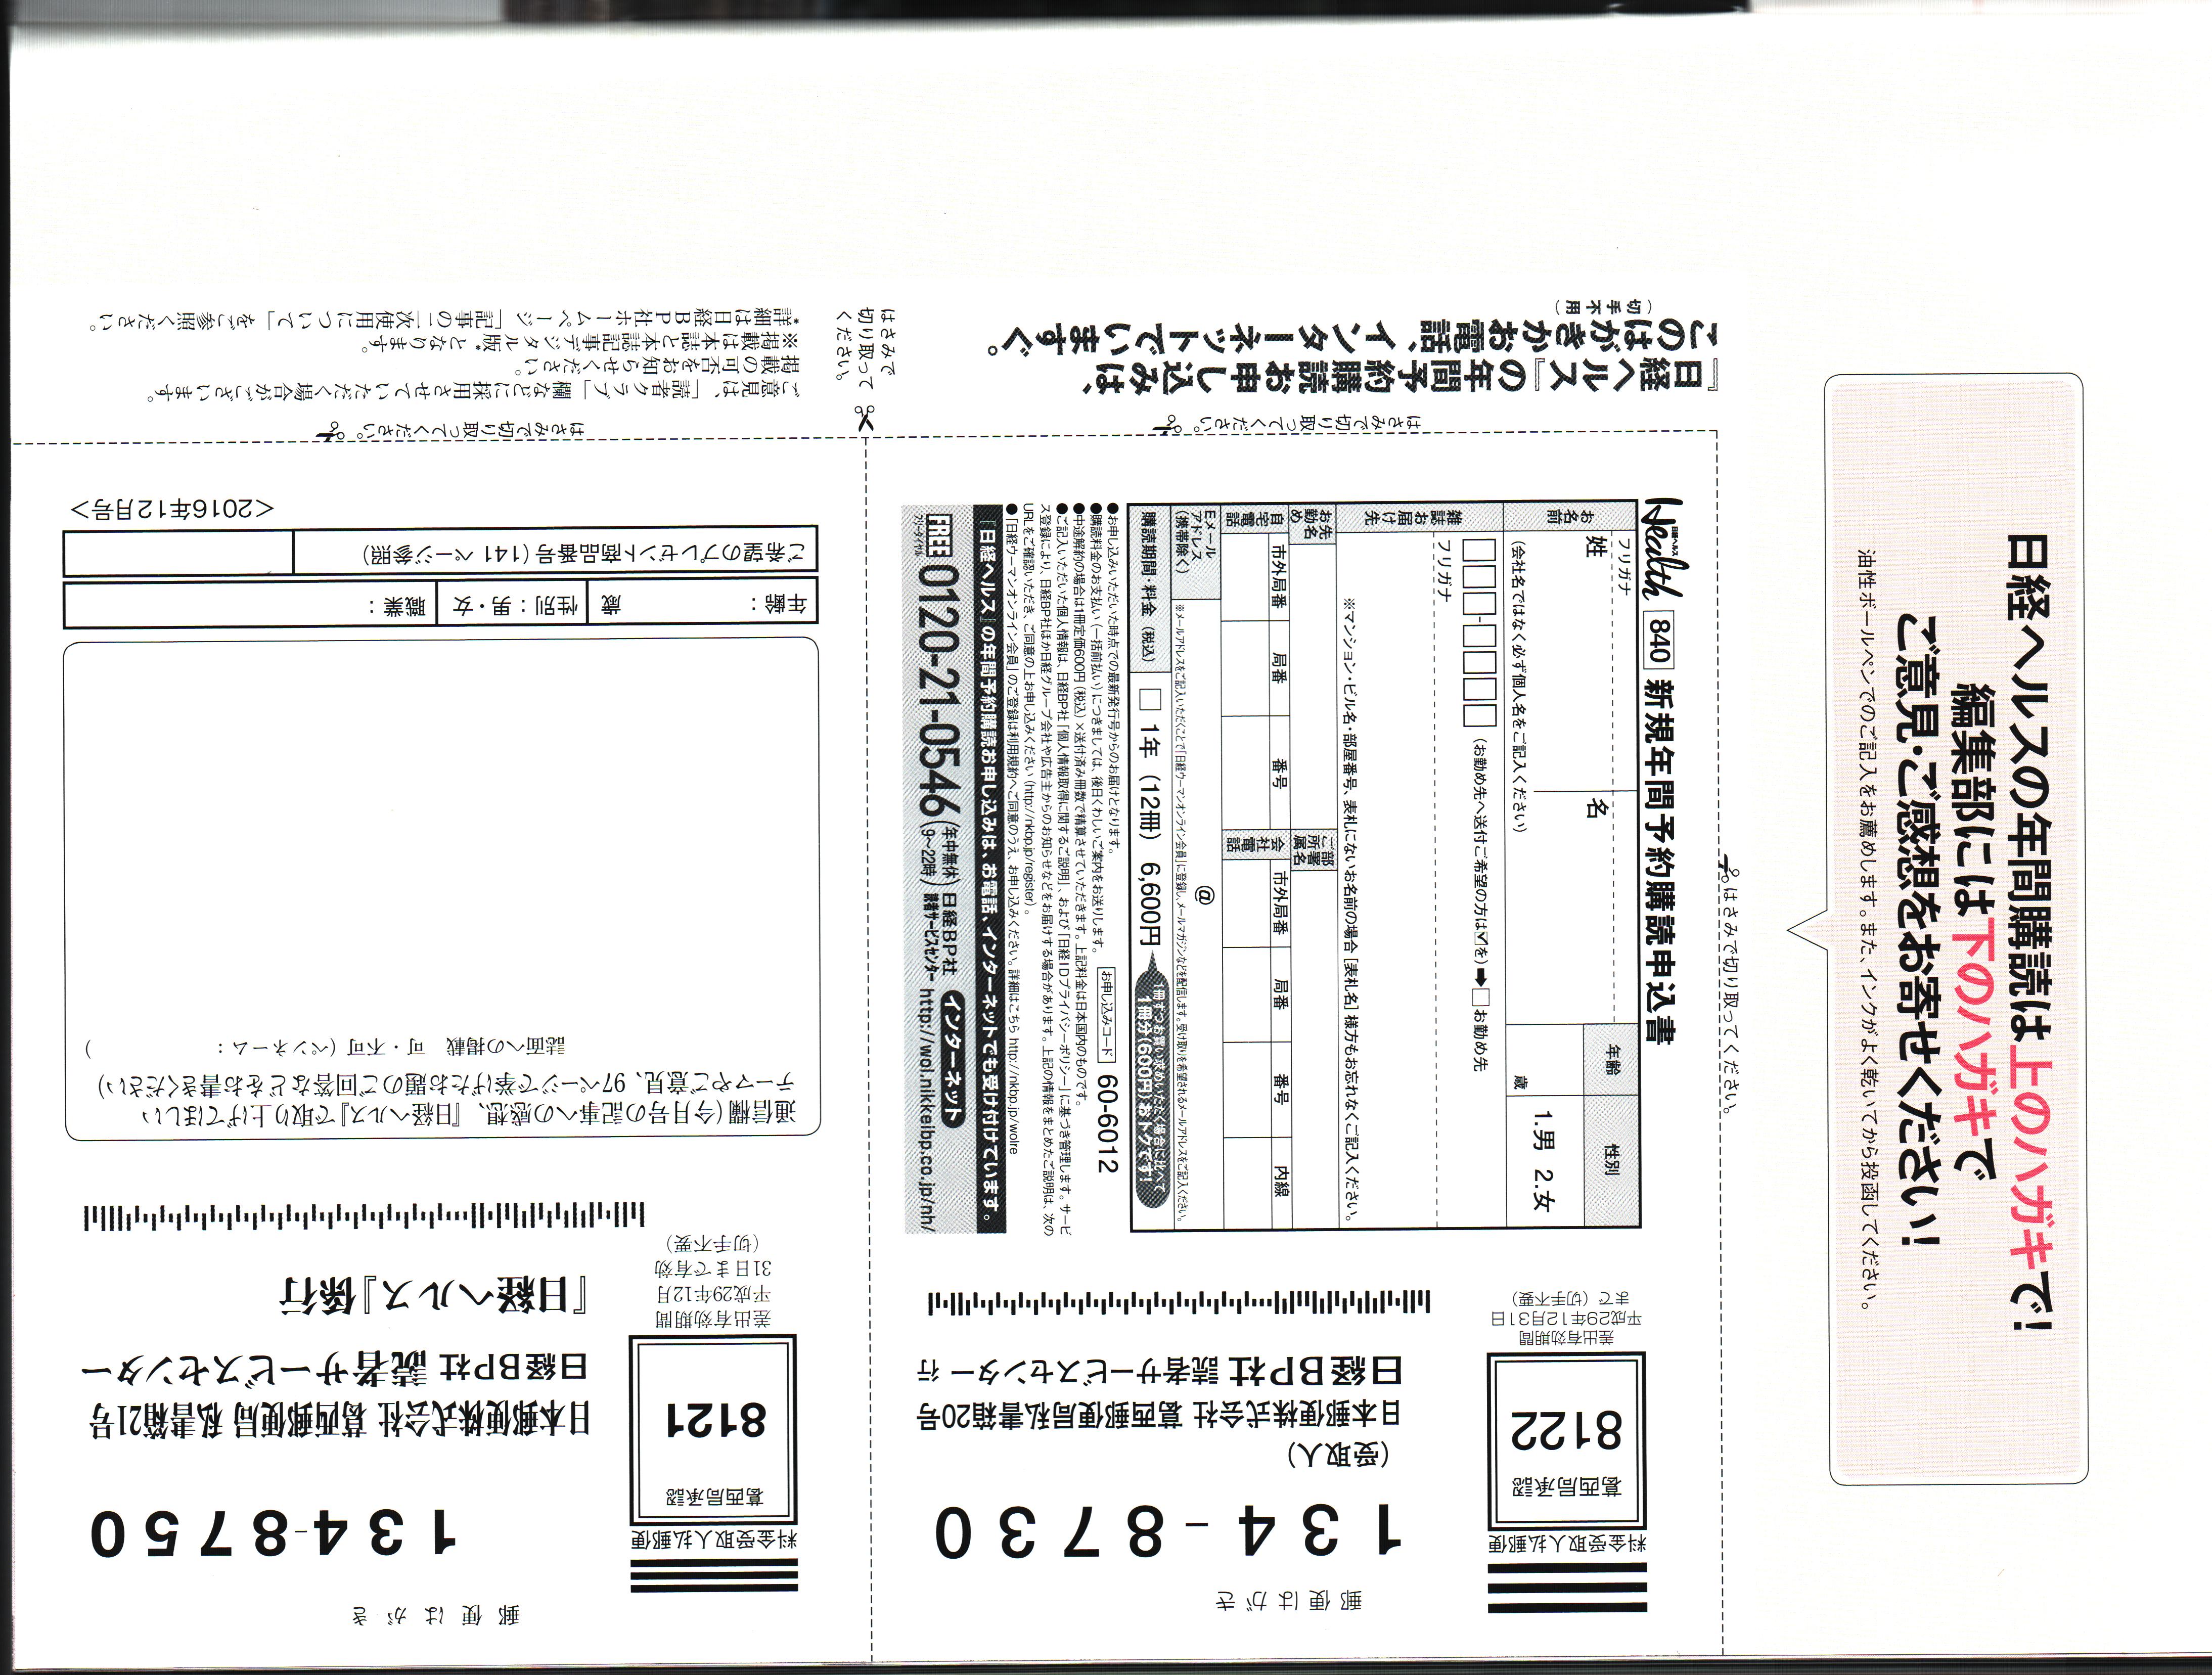 日経ヘルスの年間購読は上のハガキで!
編集部には下のハガキで
ご意見・ご感想をお寄せください!
油性ボールペンでのご記入をお薦めします。また、インクがよく乾いてから投函してください。
はさみで切り取ってください。
『日経ヘルス』の年間予約購読お申し込みは、
このはがきかお電話、インターネットでいますぐ。
(切手不用)
はさみで切り取ってください。
郵便はがき
料金受取人払郵便
葛西局承認
8122
差出有効期間
平成29年12月31日
まで(切手不要)
134-8730
(受取人)
日本郵便株式会社 葛西郵便局私書箱20号
日経BP社 読者サービスセンター 行
日経ヘルス
Health 840 新規年間予約購読申込書
お名前
フリガナ
姓
名
(会社名ではなく必ず個人名をご記入ください)
年齢
歳
性別
1.男 2.女
雑誌お届け先
(お勤め先へ送付ご希望の方は☑を)➡□お勤め先
フリガナ
※マンション・ビル名・部屋番号、表札にないお名前の場合[表札名]様方もお忘れなくご記入ください。
お勤め先名
ご所属部署名
自宅電話
市外局番
局番
番号
会社電話
市外局番
局番
番号
内線
Eメールアドレス
(携帯除く)
@
※メールアドレスをご記入いただくことで「日経ウーマンオンライン会員」に登録し、メールマガジンなどを配信します。受け取りを希望されるメールアドレスをご記入ください。
購読期間・料金(税込)
□ 1年 (12冊) 6,600円
1冊ずつお買い求めいただく場合に比べて
1冊分(600円)おトクです!
●お申し込みいただいた時点での最新発行号からのお届けとなります。
●購読料金のお支払い(一括前払い)につきましては、後日くわしいご案内をお送りします。
●中途解約の場合は1冊定価600円(税込)×送付済み冊数で精算させていただきます。上記料金は日本国内のものです。
お申し込みコード 60-6012
●ご記入いただいた個人情報は、日経BP社「個人情報取得に関するご説明」、および「日経IDプライバシーポリシー」に基づき管理します。サービ
ス登録により、日経BP社ほか日経グループ会社や広告主からのお知らせなどをお届けする場合があります。上記の情報をまとめたご説明は、次の
URLをご確認いただき、ご同意の上お申し込みください(http://nkbp.jp/register)。
●「日経ウーマンオンライン会員」のご登録は利用規約へご同意のうえ、お申し込みください。詳細はこちら http://nkbp.jp/wolre
『日経ヘルス』の年間予約購読お申し込みは、お電話、インターネットでも受け付けています。
FREE
フリーダイヤル
0120-21-0546
(年中無休)
(9~22時)
日経BP社
読者サービスセンター
インターネット
http://wol.nikkeibp.co.jp/nh/
はさみで
切り取って
ください。
郵便はがき
料金受取人払郵便
葛西局承認
8121
差出有効期間
平成29年12月
31日まで有効
(切手不要)
134-8750
日本郵便株式会社 葛西郵便局 私書箱21号
日経BP社 読者サービスセンター
『日経ヘルス』係行
通信欄(今月号の記事への感想、『日経ヘルス』で取り上げてほしい
テーマやご意見、97ページで挙げたお題のご回答などをお書きください)
誌面への掲載 可・不可(ペンネーム: )
年齢: 歳
性別:男・女
職業:
ご希望のプレゼント商品番号(141ページ参照)
<2016年12月号>
はさみで切り取ってください。
ご意見は、「読者クラブ」欄などに採用させていただく場合がございます。
掲載の可否をお知らせください。
※掲載は本誌と本誌記事デジタル版*となります。
*詳細は日経BP社ホームページ「記事の二次使用について」をご参照ください。